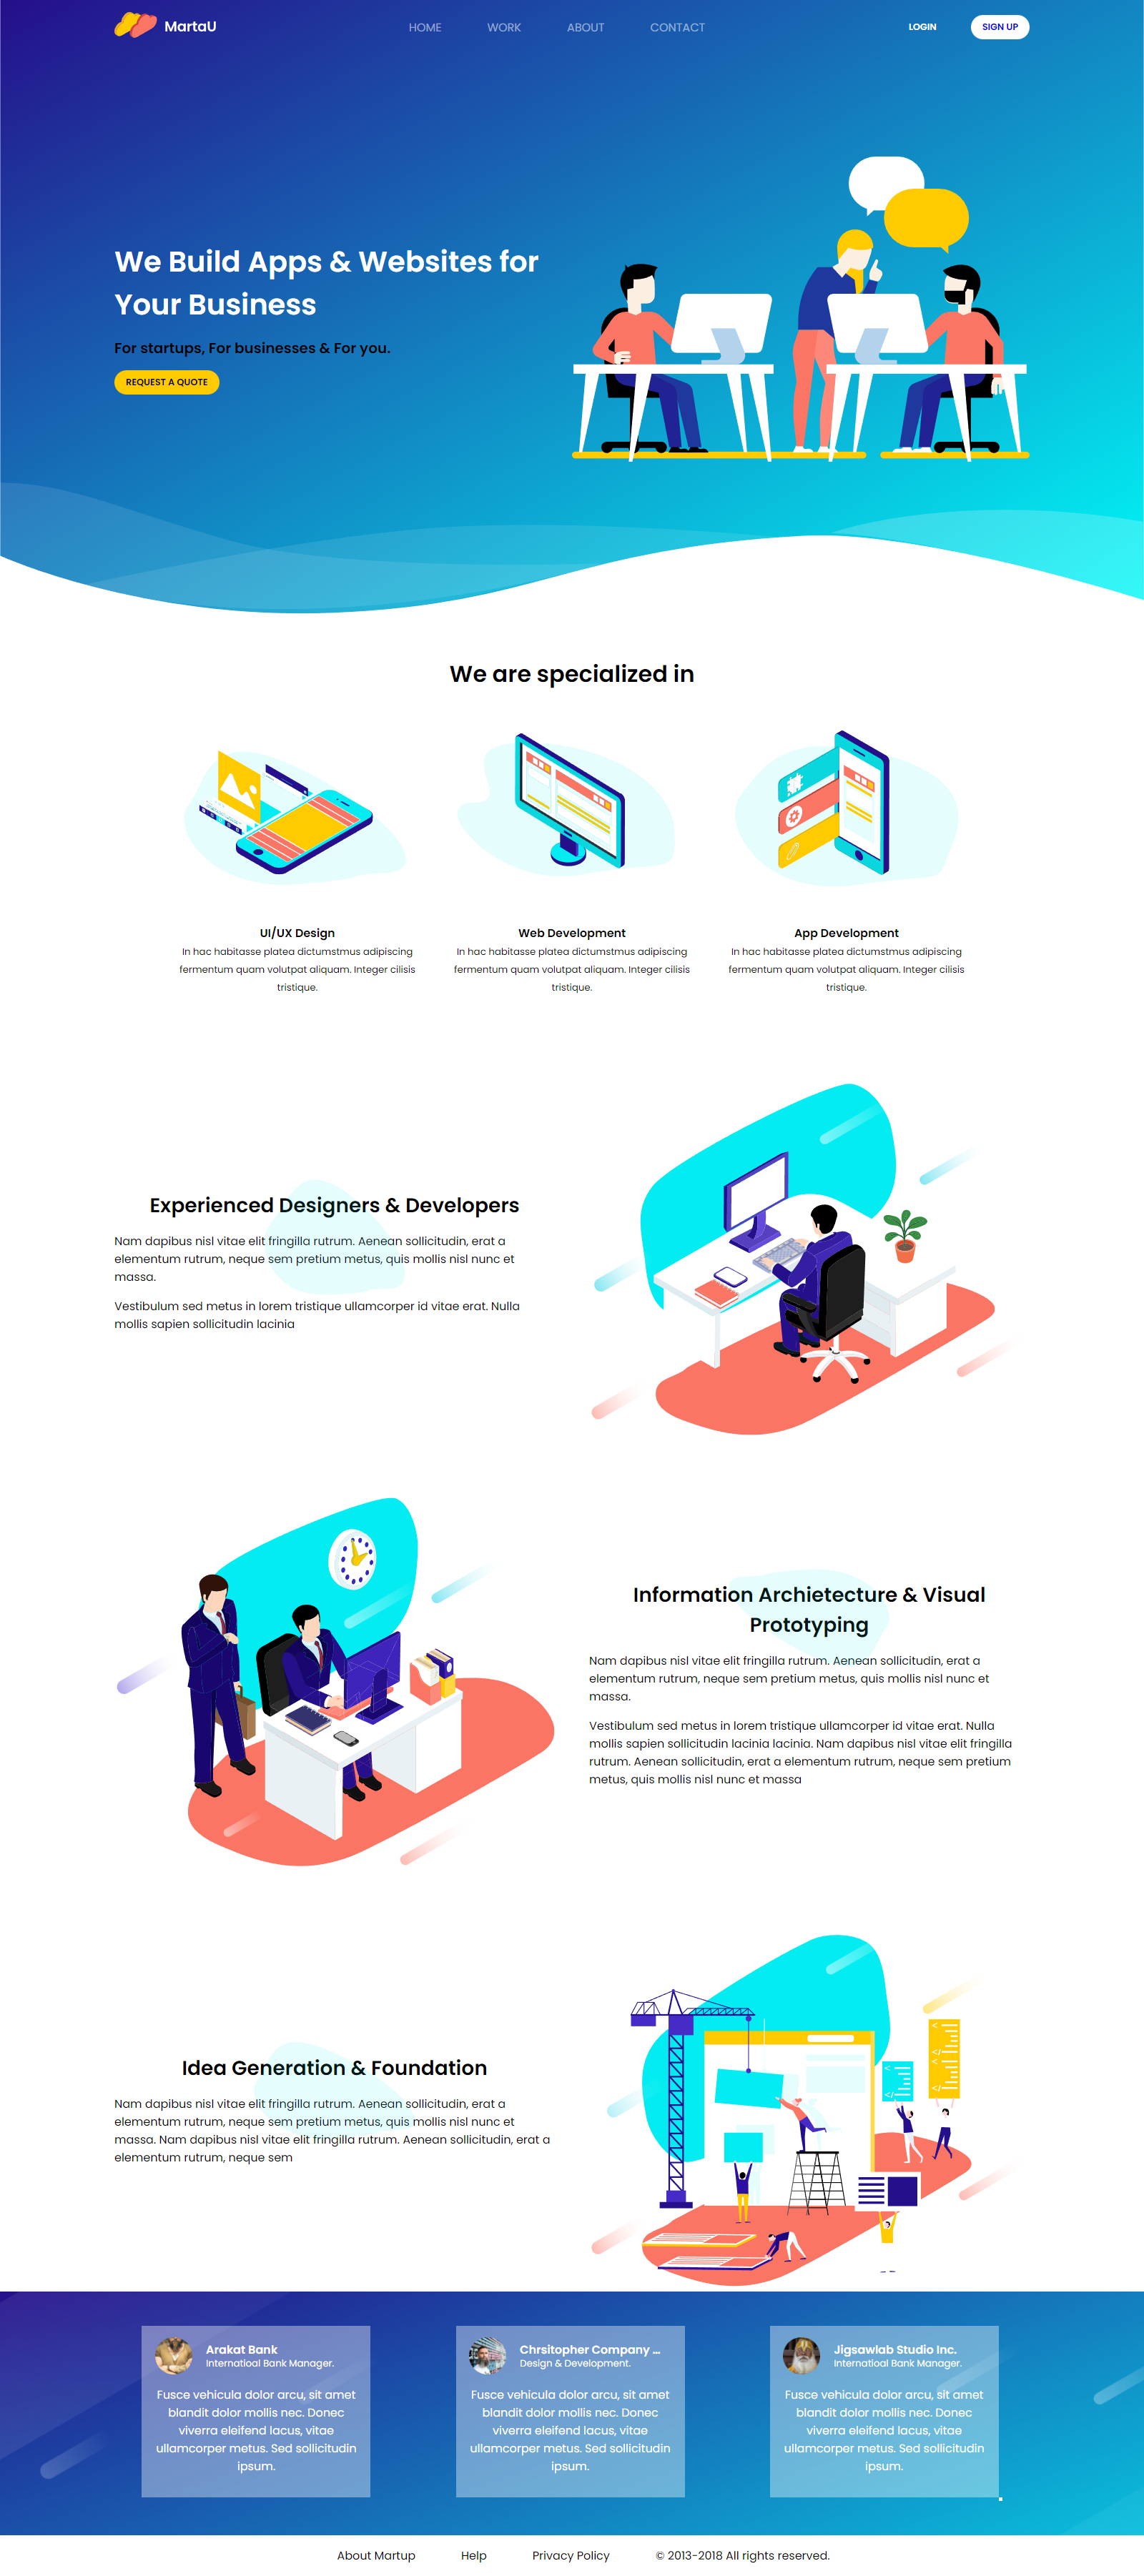 MartaU
HOME
WORK
ABOUT
CONTACT
LOGIN
SIGN UP
We Build Apps & Websites for
Your Business
For startups, For businesses & For you.
REQUEST A QUOTE
We are specialized in
UI/UX Design
In hac habitasse platea dictumstmus adipiscing
fermentum quam volutpat aliquam. Integer cilisis
tristique.
Web Development
In hac habitasse platea dictumstmus adipiscing
fermentum quam volutpat aliquam. Integer cilisis
tristique.
App Development
In hac habitasse platea dictumstmus adipiscing
fermentum quam volutpat aliquam. Integer cilisis
tristique.
Experienced Designers & Developers
Nam dapibus nisl vitae elit fringilla rutrum. Aenean sollicitudin, erat a
elementum rutrum, neque sem pretium metus, quis mollis nisl nunc et
massa.
Vestibulum sed metus in lorem tristique ullamcorper id vitae erat. Nulla
mollis sapien sollicitudin lacinia
Information Archietecture & Visual
Prototyping
Nam dapibus nisl vitae elit fringilla rutrum. Aenean sollicitudin, erat a
elementum rutrum, neque sem pretium metus, quis mollis nisl nunc et
massa.
Vestibulum sed metus in lorem tristique ullamcorper id vitae erat. Nulla
mollis sapien sollicitudin lacinia lacinia. Nam dapibus nisl vitae elit fringilla
rutrum. Aenean sollicitudin, erat a elementum rutrum, neque sem pretium
metus, quis mollis nisl nunc et massa
Idea Generation & Foundation
Nam dapibus nisl vitae elit fringilla rutrum. Aenean sollicitudin, erat a
elementum rutrum, neque sem pretium metus, quis mollis nisl nunc et
massa. Nam dapibus nisl vitae elit fringilla rutrum. Aenean sollicitudin, erat a
elementum rutrum, neque sem
Arakat Bank
Internatioal Bank Manager.
Fusce vehicula dolor arcu, sit amet
blandit dolor mollis nec. Donec
viverra eleifend lacus, vitae
ullamcorper metus. Sed sollicitudin
ipsum.
Chrsitopher Company ...
Design & Development.
Fusce vehicula dolor arcu, sit amet
blandit dolor mollis nec. Donec
viverra eleifend lacus, vitae
ullamcorper metus. Sed sollicitudin
ipsum.
Jigsawlab Studio Inc.
Internatioal Bank Manager.
Fusce vehicula dolor arcu, sit amet
blandit dolor mollis nec. Donec
viverra eleifend lacus, vitae
ullamcorper metus. Sed sollicitudin
ipsum.
About Martup
Help
Privacy Policy
© 2013-2018 All rights reserved.